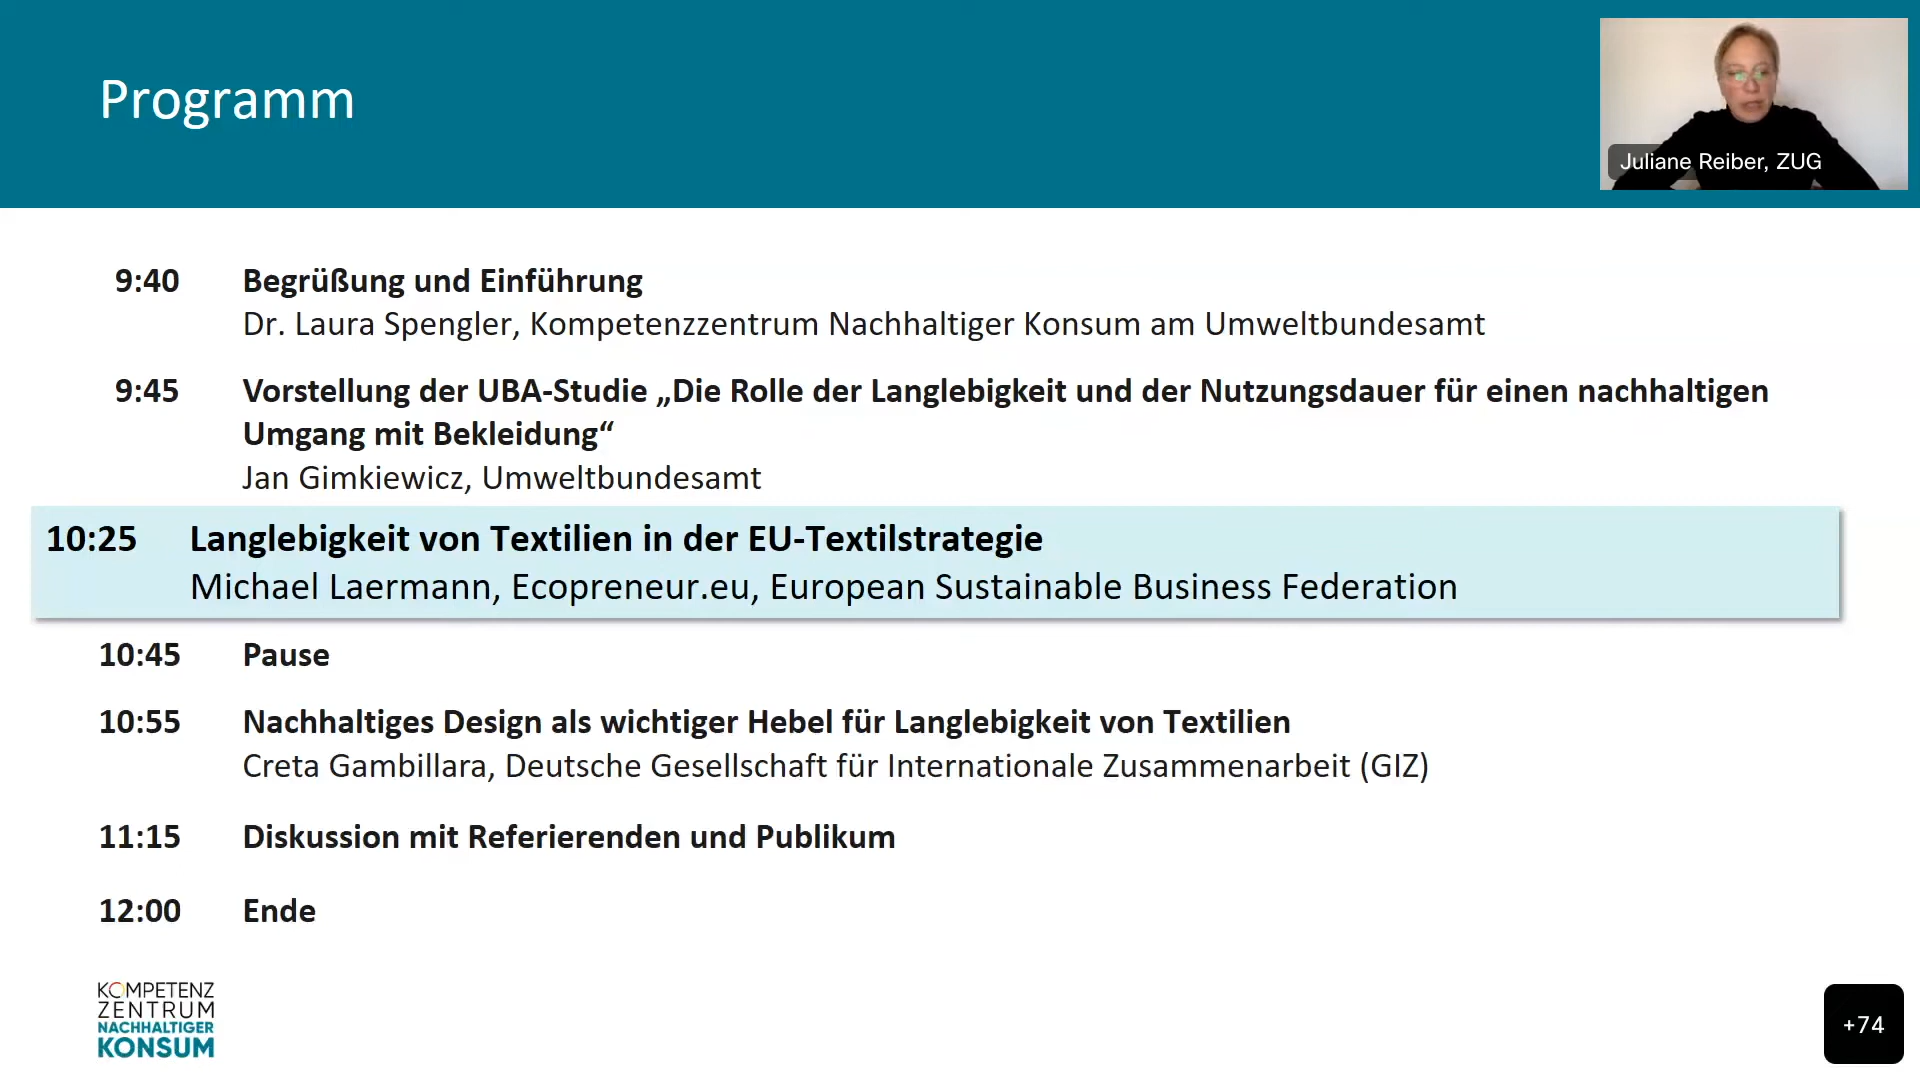 Programm
Juliane Reiber, ZUG
9:40 Begrüßung und Einführung
Dr. Laura Spengler, Kompetenzzentrum Nachhaltiger Konsum am Umweltbundesamt
9:45 Vorstellung der UBA-Studie „Die Rolle der Langlebigkeit und der Nutzungsdauer für einen nachhaltigen
Umgang mit Bekleidung“
Jan Gimkiewicz, Umweltbundesamt
10:25 Langlebigkeit von Textilien in der EU-Textilstrategie
Michael Laermann, Ecopreneur.eu, European Sustainable Business Federation
10:45 Pause
10:55 Nachhaltiges Design als wichtiger Hebel für Langlebigkeit von Textilien
Creta Gambillara, Deutsche Gesellschaft für Internationale Zusammenarbeit (GIZ)
11:15 Diskussion mit Referierenden und Publikum
12:00 Ende
KOMPETENZ
ZENTRUM
NACHHALTIGER
KONSUM
+74